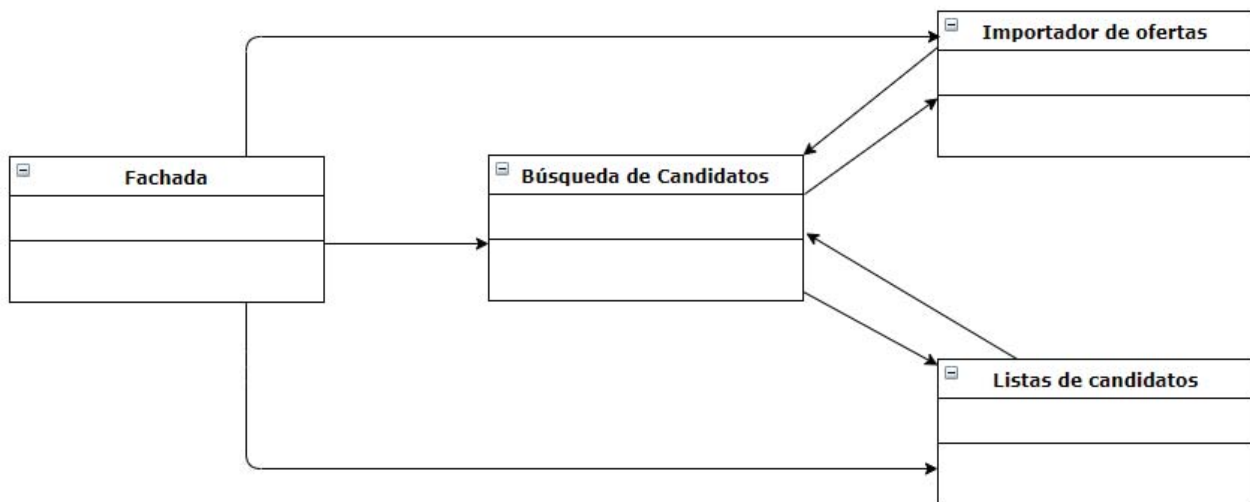 Importador de ofertas
Fachada
Búsqueda de Candidatos
Listas de candidatos